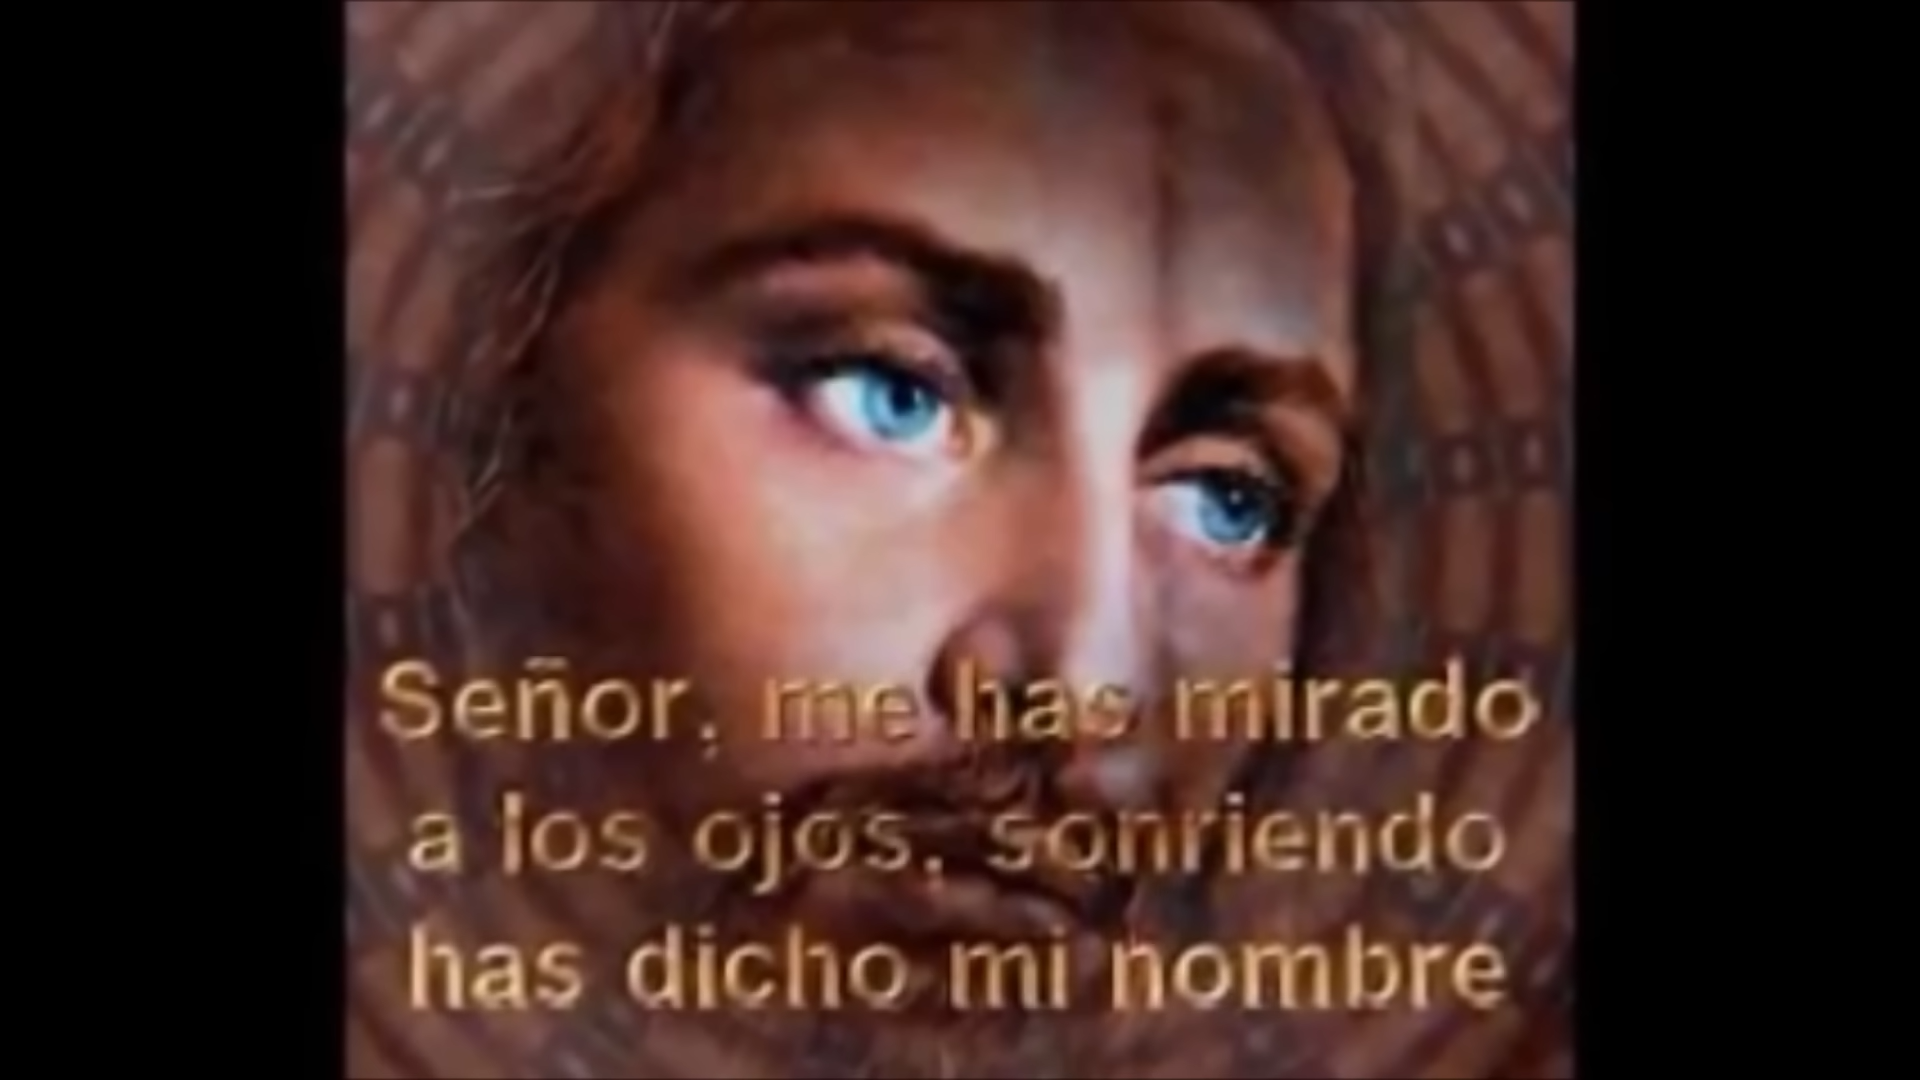 Señor, me has mirado
a los ojos, sonriendo
has dicho mi nombre